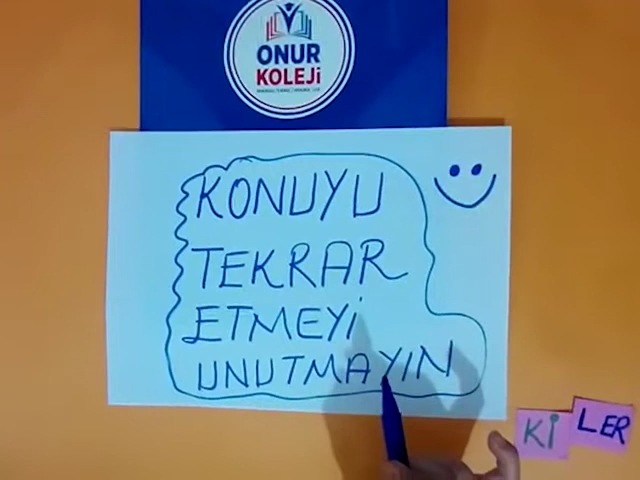 ONUR
KOLEJi
KONUYU
TEKRAR
ETMEYİ
UNUTMAYIN
Kİ
LER